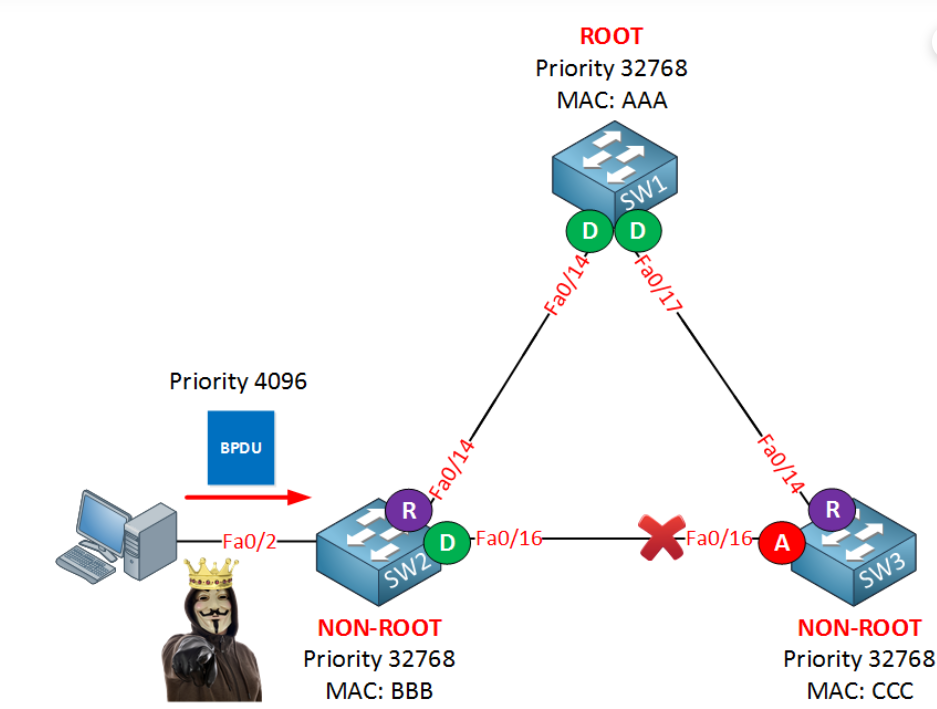 ROOT
Priority 32768
MAC: AAA
SW1
D
D
Fa0/14
Fa0/17
Priority 4096
BPDU
Fa0/14
Fa0/14
R
R
Fa0/2
D
Fa0/16
Fa0/16
A
SW2
SW3
NON-ROOT
Priority 32768
MAC: BBB
NON-ROOT
Priority 32768
MAC: CCC